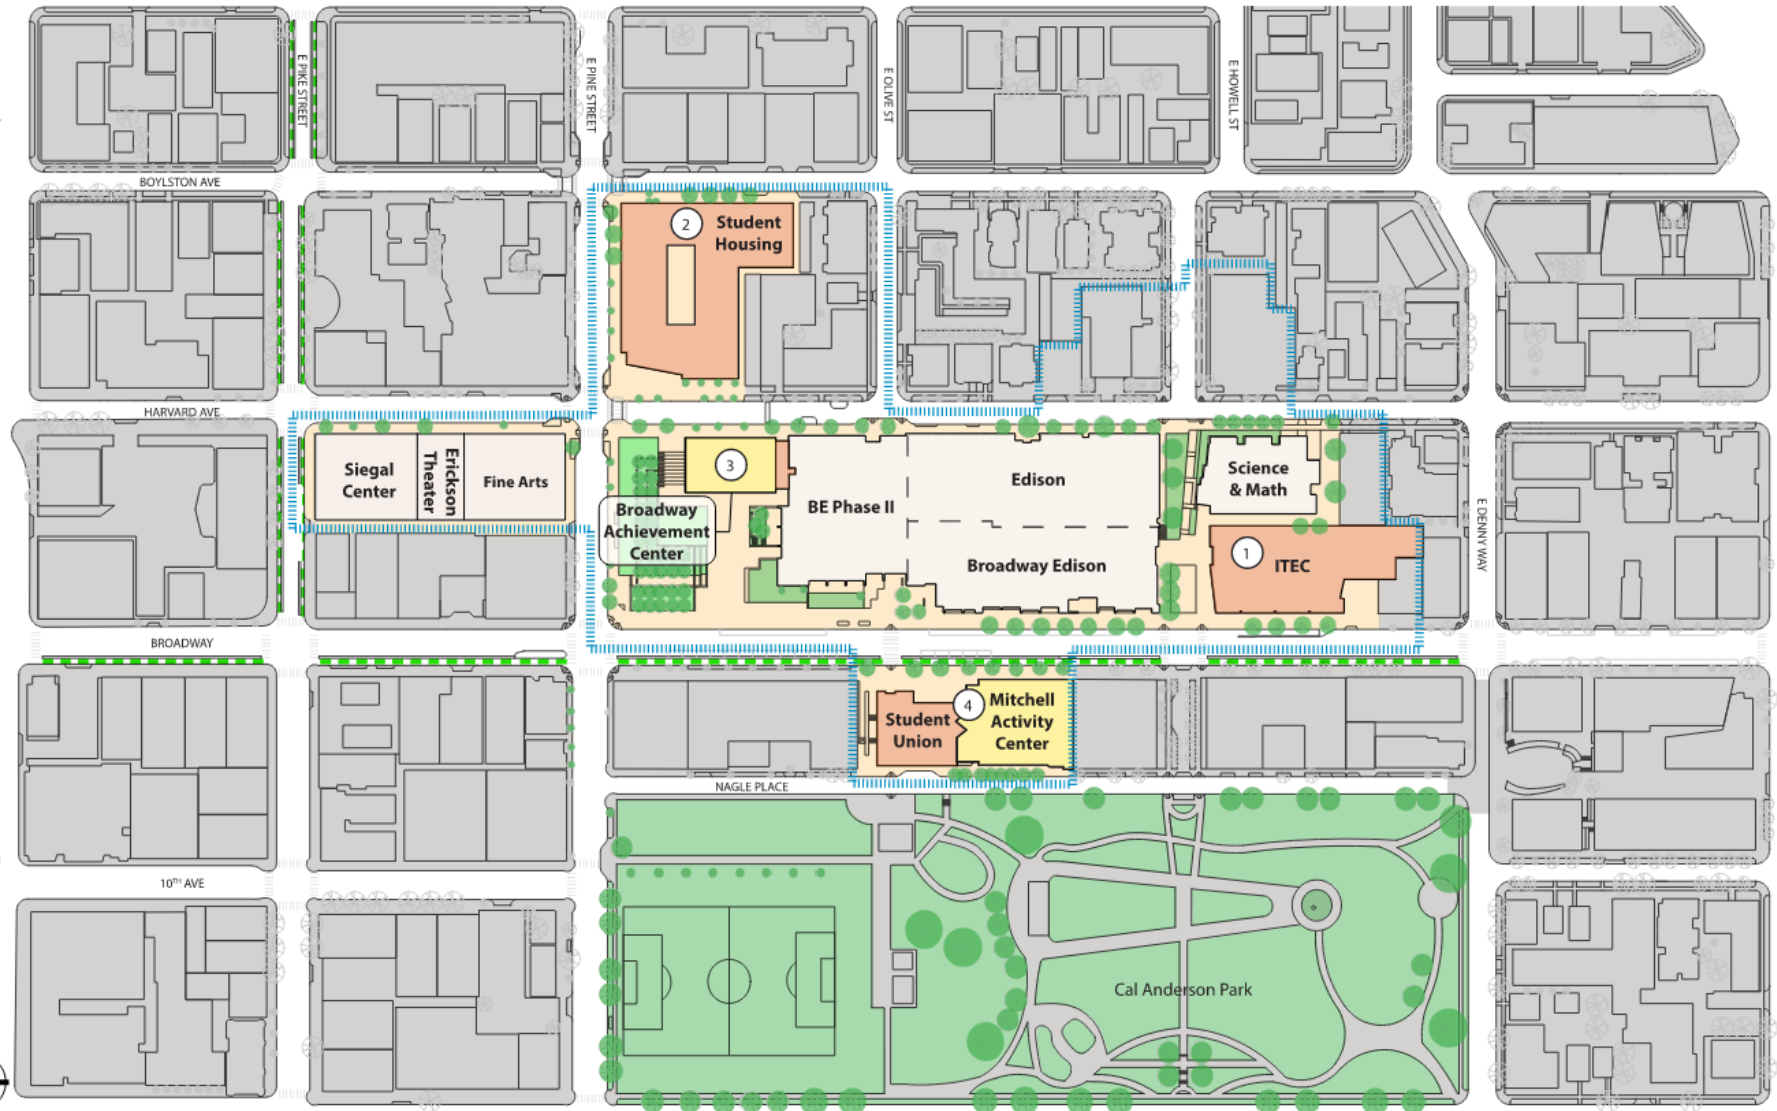 E PIKE STREET
E PINE STREET
E OLIVE ST
E HOWELL ST
BOYLSTON AVE
2
Student
Housing
HARVARD AVE
Siegal
Center
Erickson
Theater
Fine Arts
3
Broadway
Achievement
Center
BE Phase II
Edison
Broadway Edison
Science
& Math
1
ITEC
E DENNY WAY
BROADWAY
Student
Union
4
Mitchell
Activity
Center
NAGLE PLACE
10TH AVE
Cal Anderson Park